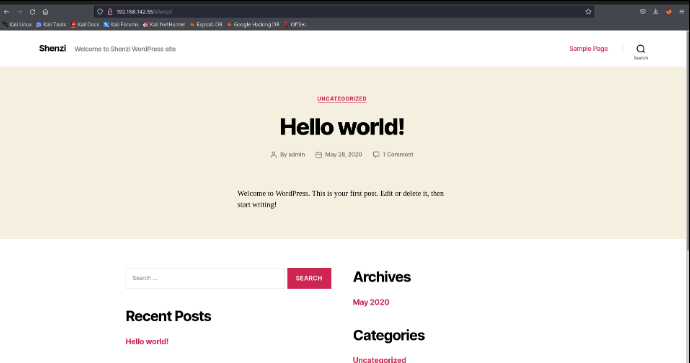 192.168.142.55/shenzi/
Kali Linux Kali Tools Kali Docs Kali Forums Kali NetHunter Exploit-DB Google Hacking DB OffSec
Shenzi Welcome to Shenzi WordPress site Sample Page
Search
UNCATEGORIZED
Hello world!
By admin May 28, 2020 1 Comment
Welcome to WordPress. This is your first post. Edit or delete it, then
start writing!
Search … SEARCH
Archives
May 2020
Recent Posts
Hello world!
Categories
Uncategorized